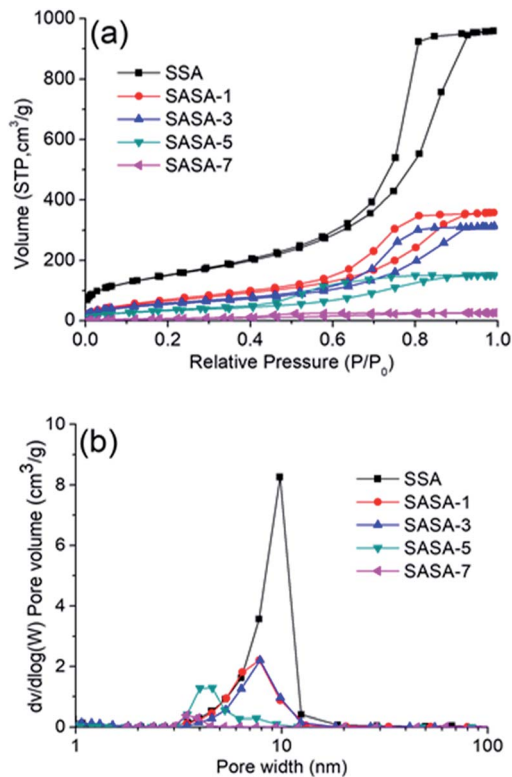 (a)
1000
800
600
400
200
0
Volume (STP,cm³/g)
SSA
SASA-1
SASA-3
SASA-5
SASA-7
0.0 0.2 0.4 0.6 0.8 1.0
Relative Pressure (P/P₀)
(b)
10
8
6
4
2
0
dv/dlog(W) Pore volume (cm³/g)
SSA
SASA-1
SASA-3
SASA-5
SASA-7
1 10 100
Pore width (nm)